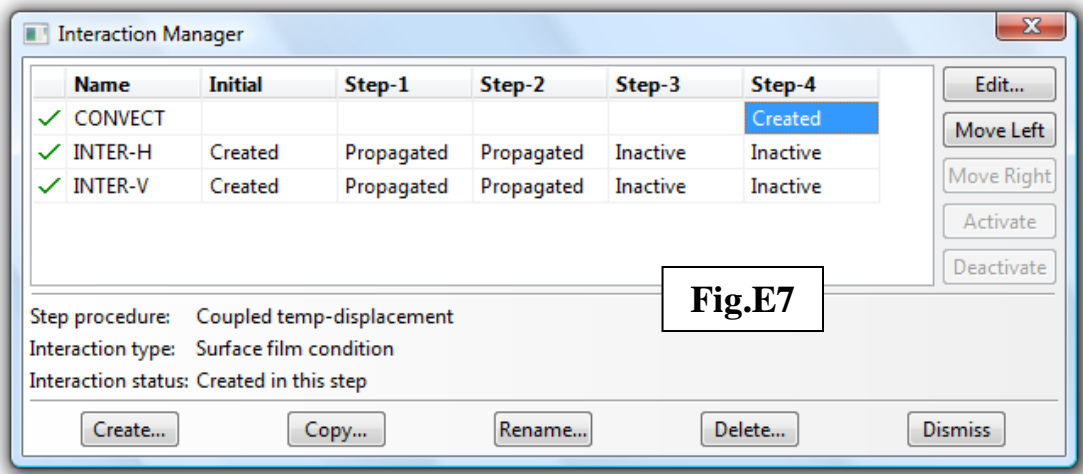 Interaction Manager
Name Initial Step-1 Step-2 Step-3 Step-4
CONVECT Created
INTER-H Created Propagated Propagated Inactive Inactive
INTER-V Created Propagated Propagated Inactive Inactive
Edit...
Move Left
Move Right
Activate
Deactivate
Fig.E7
Step procedure: Coupled temp-displacement
Interaction type: Surface film condition
Interaction status: Created in this step
Create... Copy... Rename... Delete... Dismiss